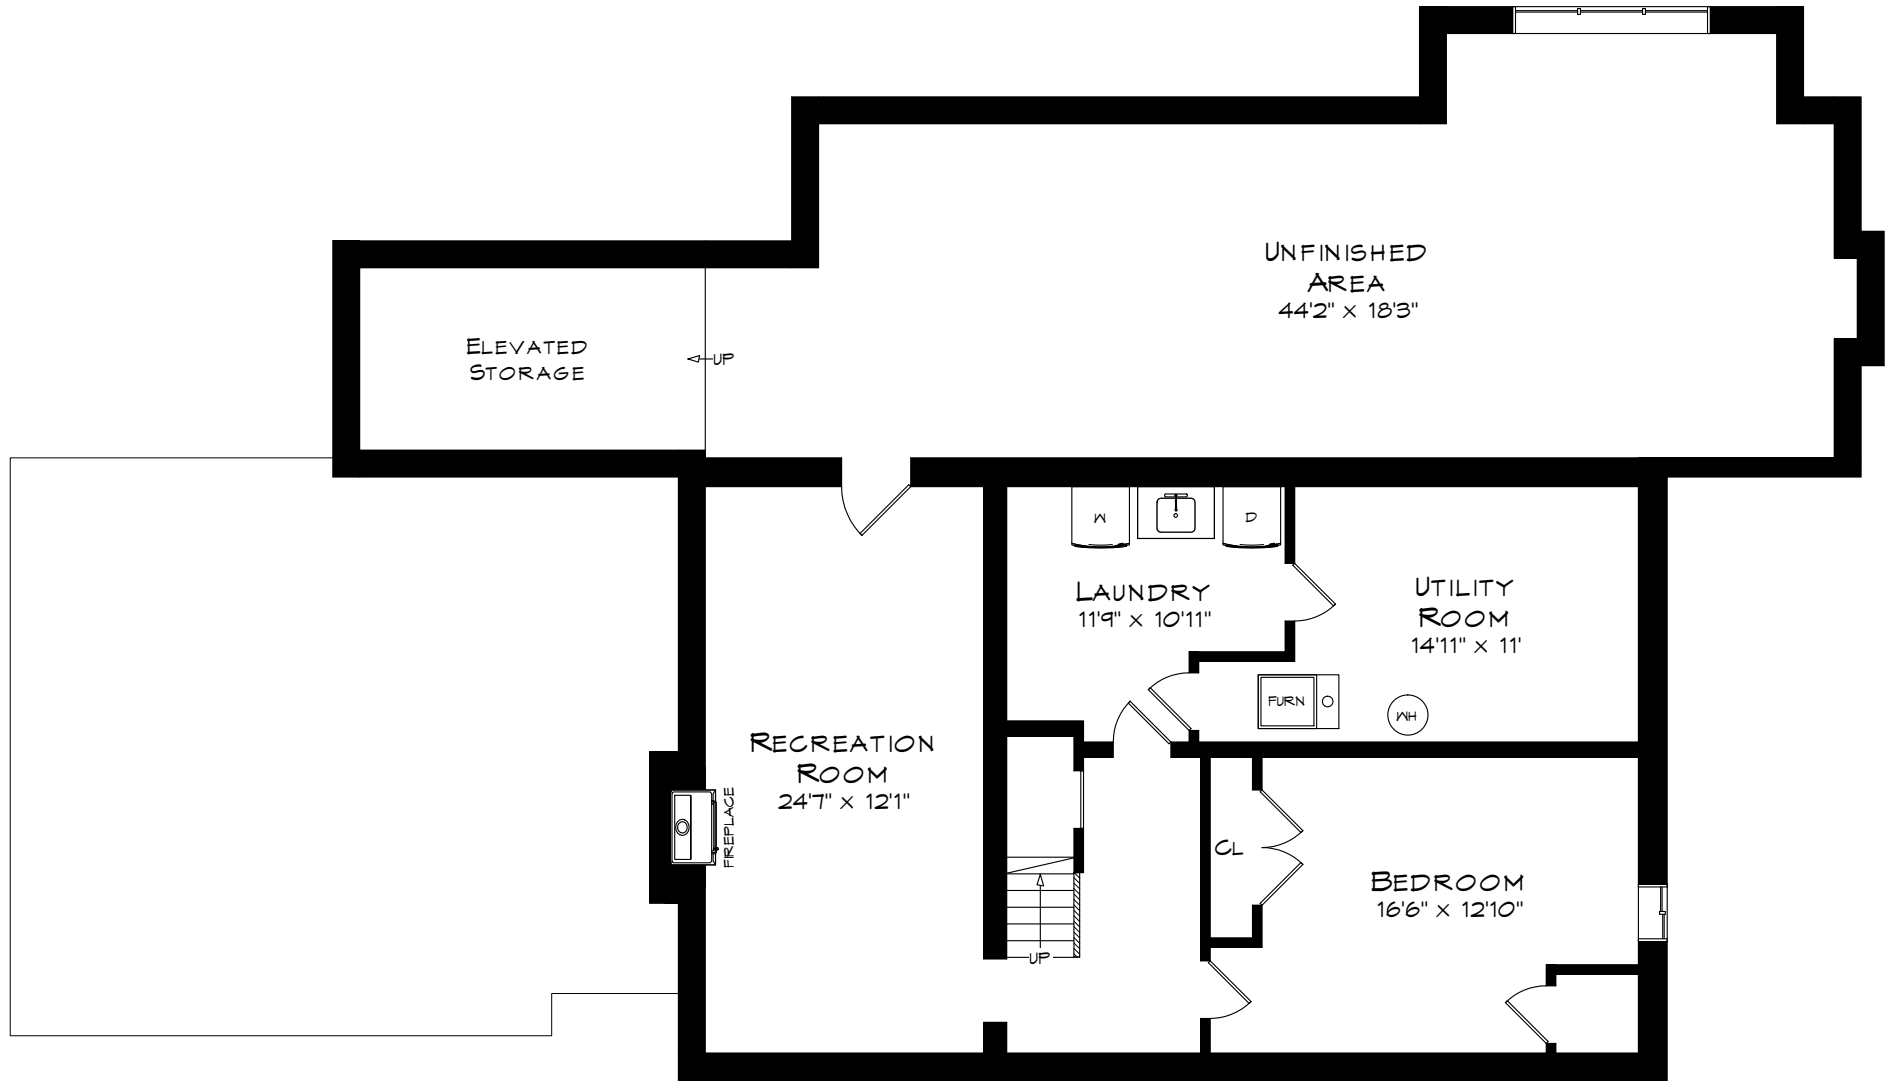 UNFINISHED
AREA
44'2" x 18'3"
ELEVATED
STORAGE
UP
W
D
LAUNDRY
11'9" x 10'11"
UTILITY
ROOM
14'11" x 11'
FURN
WH
RECREATION
ROOM
24'7" x 12'1"
FIREPLACE
CL
BEDROOM
16'6" x 12'10"
UP